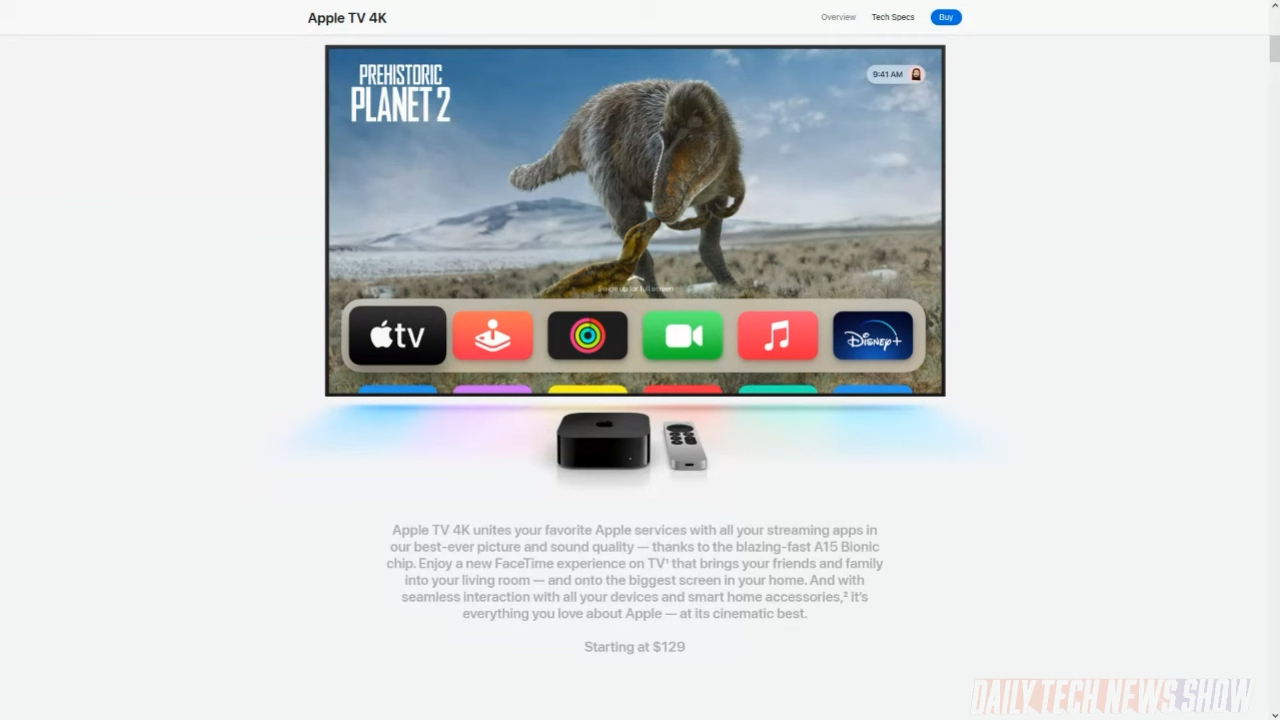 Apple TV 4K
Overview
Tech Specs
Buy
PREHISTORIC
PLANET 2
9:41 AM
Swipe up for full screen
tv
Disney+
Apple TV 4K unites your favorite Apple services with all your streaming apps in
our best-ever picture and sound quality — thanks to the blazing-fast A15 Bionic
chip. Enjoy a new FaceTime experience on TV¹ that brings your friends and family
into your living room — and onto the biggest screen in your home. And with
seamless interaction with all your devices and smart home accessories,² it's
everything you love about Apple — at its cinematic best.
Starting at $129
DAILY TECH NEWS SHOW